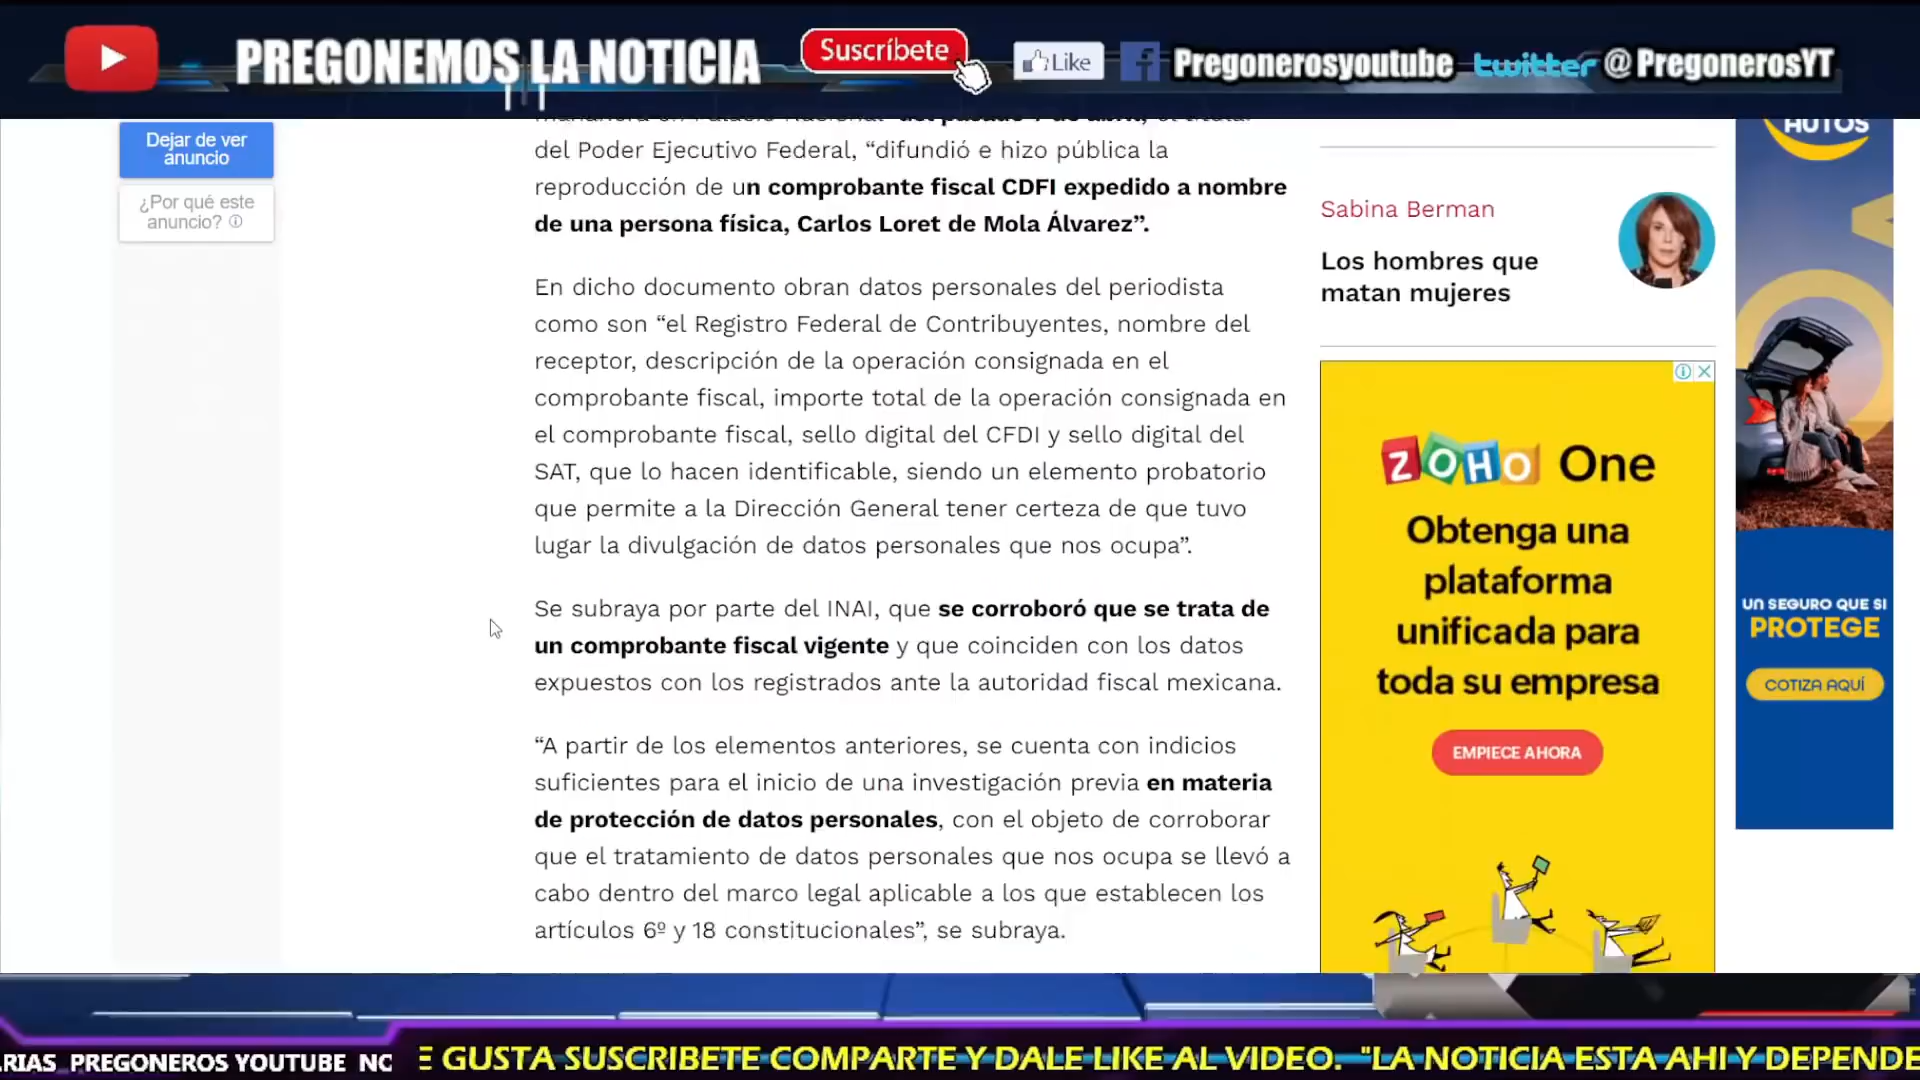 PREGONEMOS LA NOTICIA
Suscríbete
Like
Pregonerosyoutube
twitter @PregonerosYT
Dejar de ver
anuncio
¿Por qué este
anuncio?
del Poder Ejecutivo Federal, “difundió e hizo pública la
reproducción de un comprobante fiscal CDFI expedido a nombre
de una persona física, Carlos Loret de Mola Álvarez”.
En dicho documento obran datos personales del periodista
como son “el Registro Federal de Contribuyentes, nombre del
receptor, descripción de la operación consignada en el
comprobante fiscal, importe total de la operación consignada en
el comprobante fiscal, sello digital del CFDI y sello digital del
SAT, que lo hacen identificable, siendo un elemento probatorio
que permite a la Dirección General tener certeza de que tuvo
lugar la divulgación de datos personales que nos ocupa”.
Se subraya por parte del INAI, que se corroboró que se trata de
un comprobante fiscal vigente y que coinciden con los datos
expuestos con los registrados ante la autoridad fiscal mexicana.
“A partir de los elementos anteriores, se cuenta con indicios
suficientes para el inicio de una investigación previa en materia
de protección de datos personales, con el objeto de corroborar
que el tratamiento de datos personales que nos ocupa se llevó a
cabo dentro del marco legal aplicable a los que establecen los
artículos 6º y 18 constitucionales”, se subraya.
Sabina Berman
Los hombres que
matan mujeres
ZOHO One
Obtenga una
plataforma
unificada para
toda su empresa
EMPIECE AHORA
AUTOS
UN SEGURO QUE SI
PROTEGE
COTIZA AQUÍ
RIAS PREGONEROS YOUTUBE NC
E GUSTA SUSCRIBETE COMPARTE Y DALE LIKE AL VIDEO. "LA NOTICIA ESTA AHI Y DEPENDE